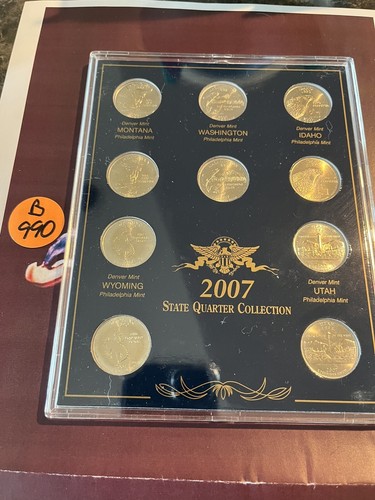 Denver Mint
MONTANA
Philadelphia Mint
Denver Mint
WASHINGTON
Philadelphia Mint
Denver Mint
IDAHO
Philadelphia Mint
B
990
Denver Mint
WYOMING
Philadelphia Mint
Denver Mint
UTAH
Philadelphia Mint
2007
STATE QUARTER COLLECTION